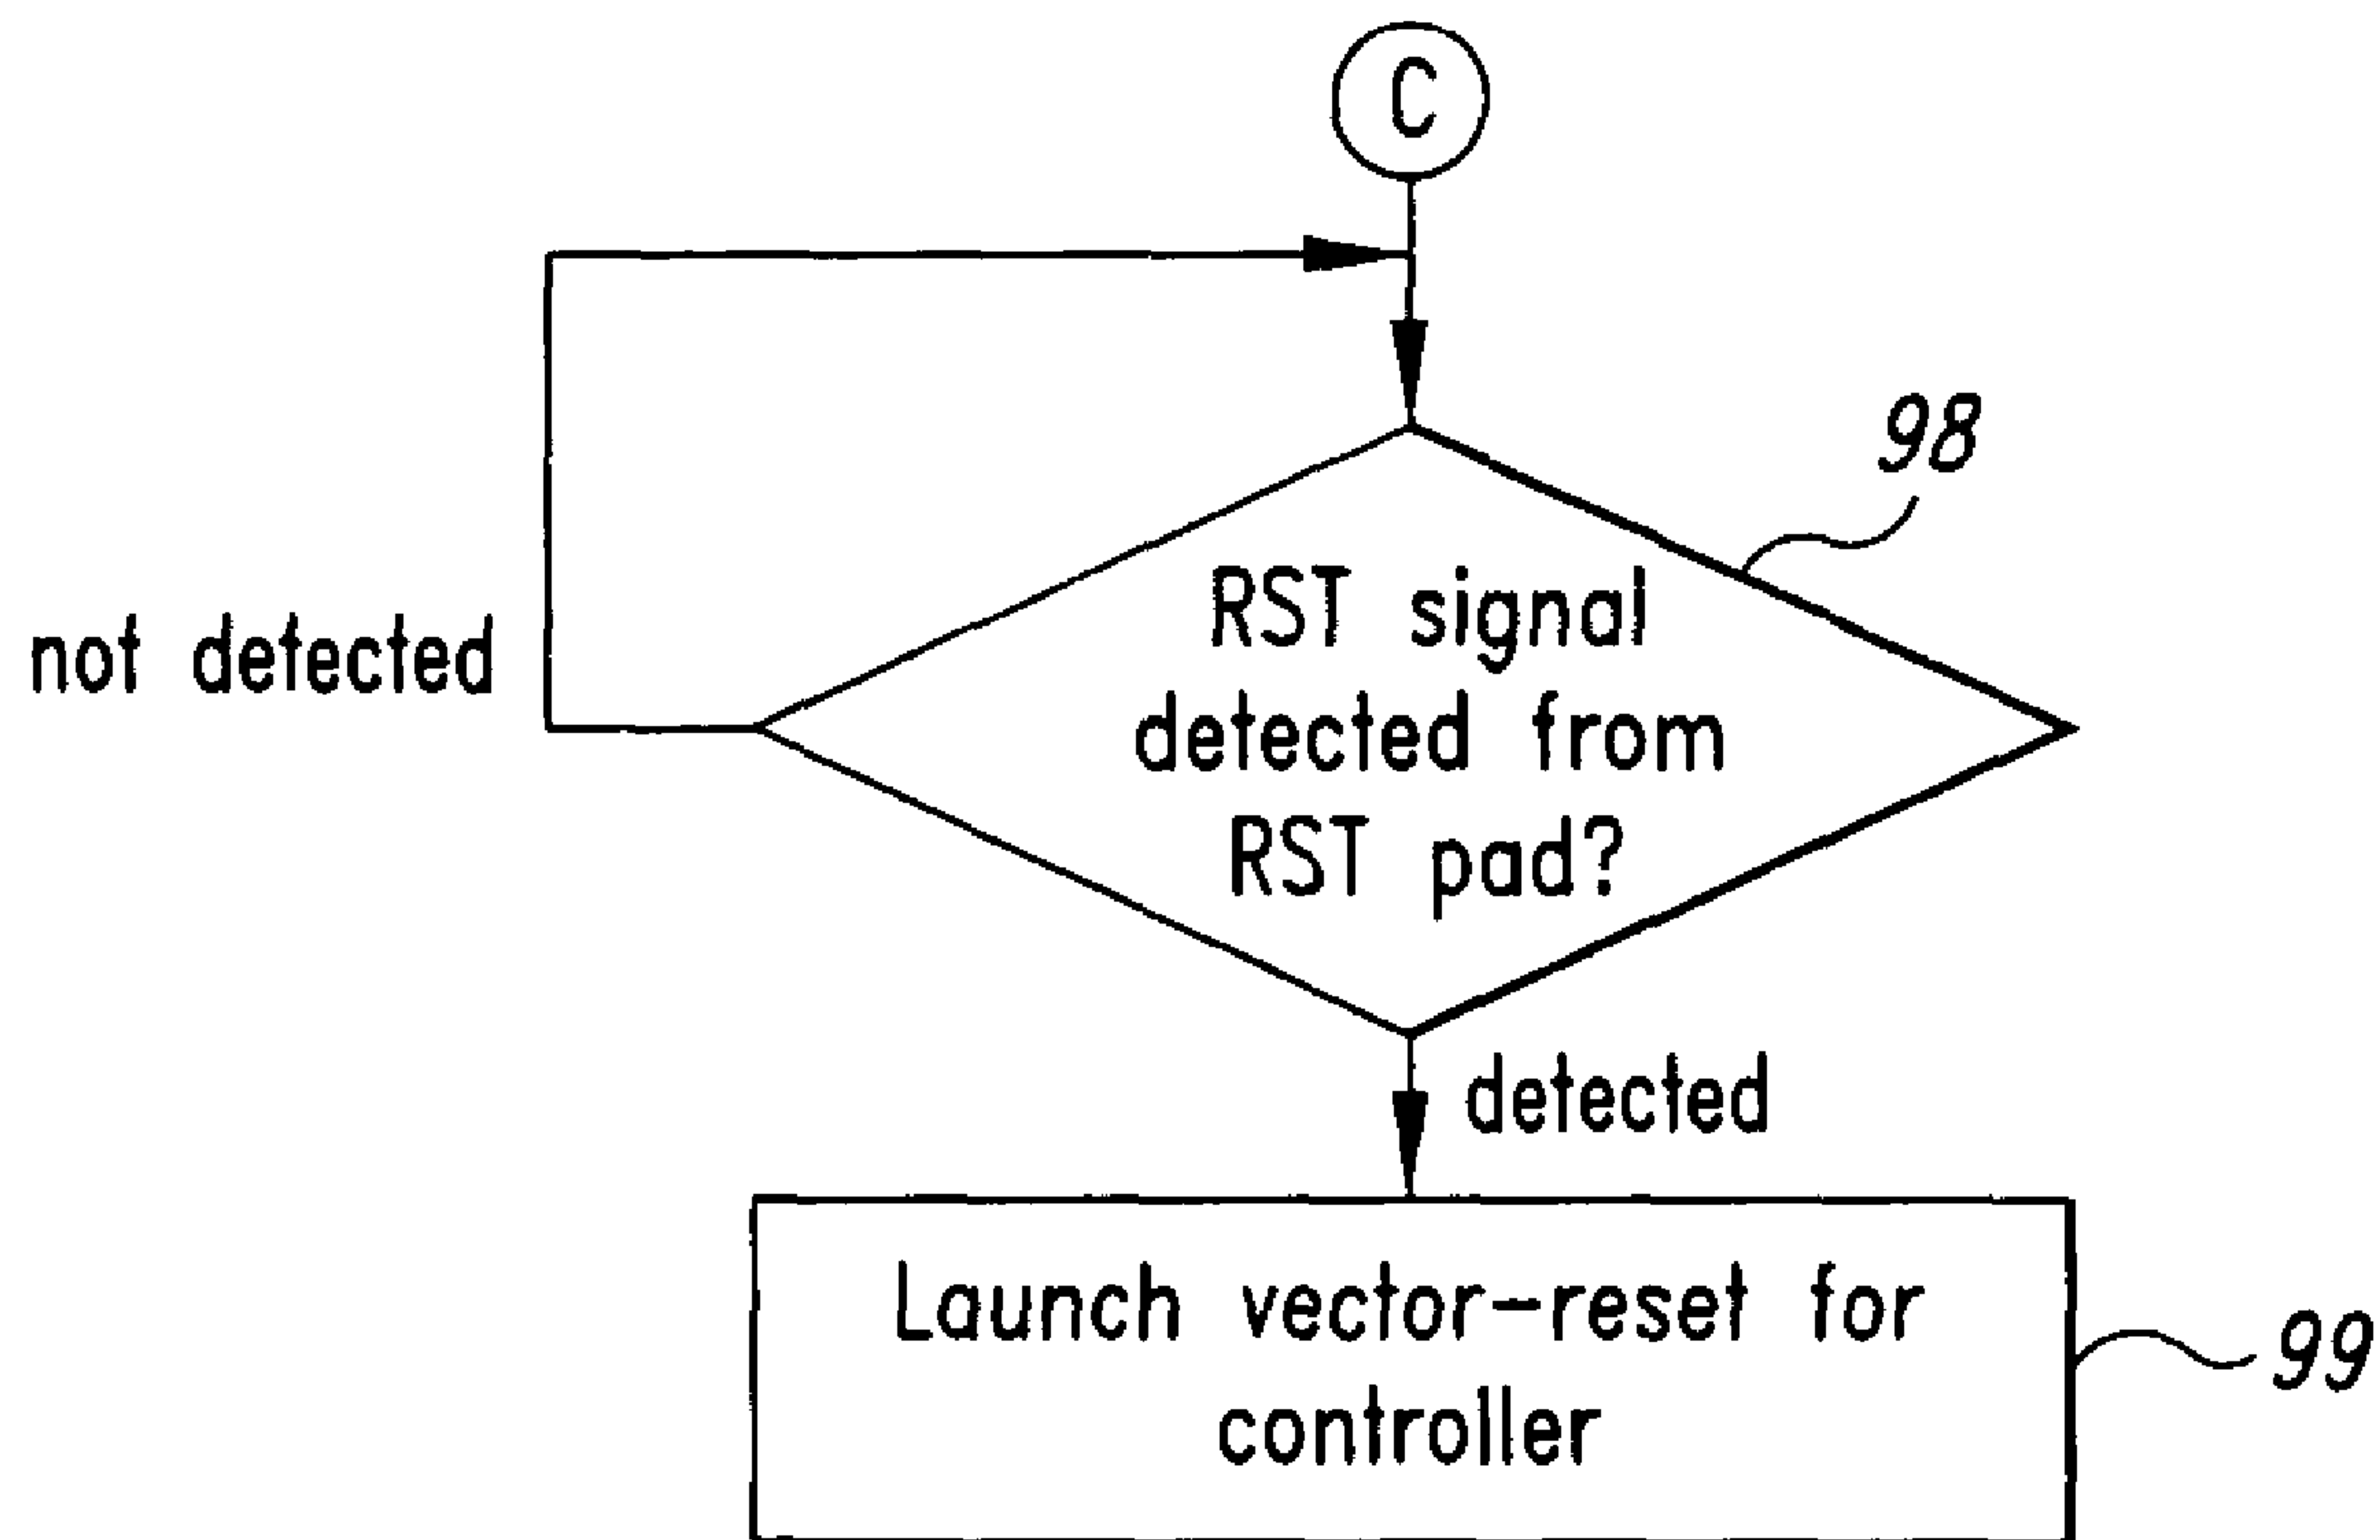 C
98
RST signal
detected from
RST pad?
not detected
detected
Launch vector-reset for
controller
99